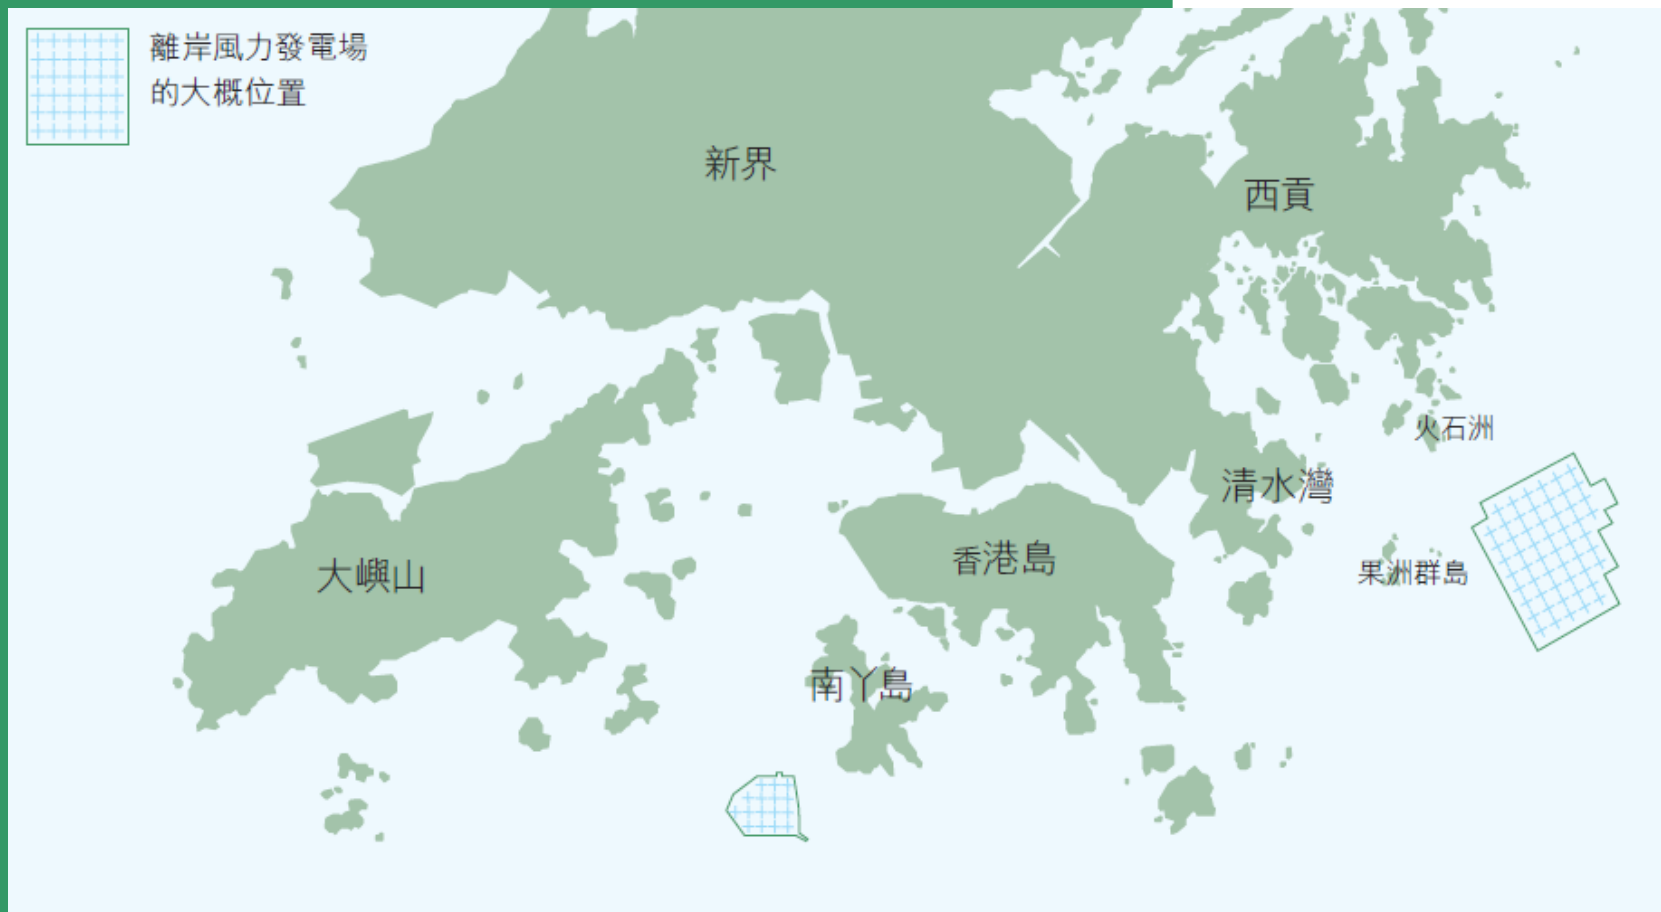 離岸風力發電場
的大概位置
新界
西貢
火石洲
清水灣
香港島
果洲群島
大嶼山
南丫島